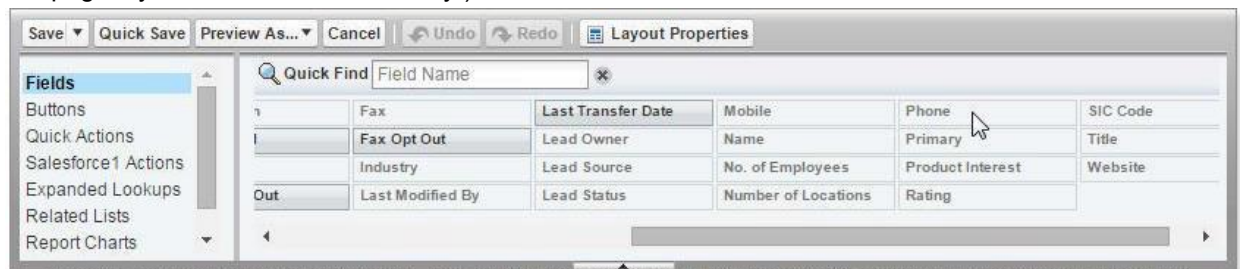 Save Quick Save Preview As... Cancel Undo Redo Layout Properties
Fields
Buttons
Quick Actions
Salesforce1 Actions
Expanded Lookups
Related Lists
Report Charts
Quick Find Field Name
Fax Last Transfer Date Mobile Phone SIC Code
Fax Opt Out Lead Owner Name Primary Title
Industry Lead Source No. of Employees Product Interest Website
Out Last Modified By Lead Status Number of Locations Rating